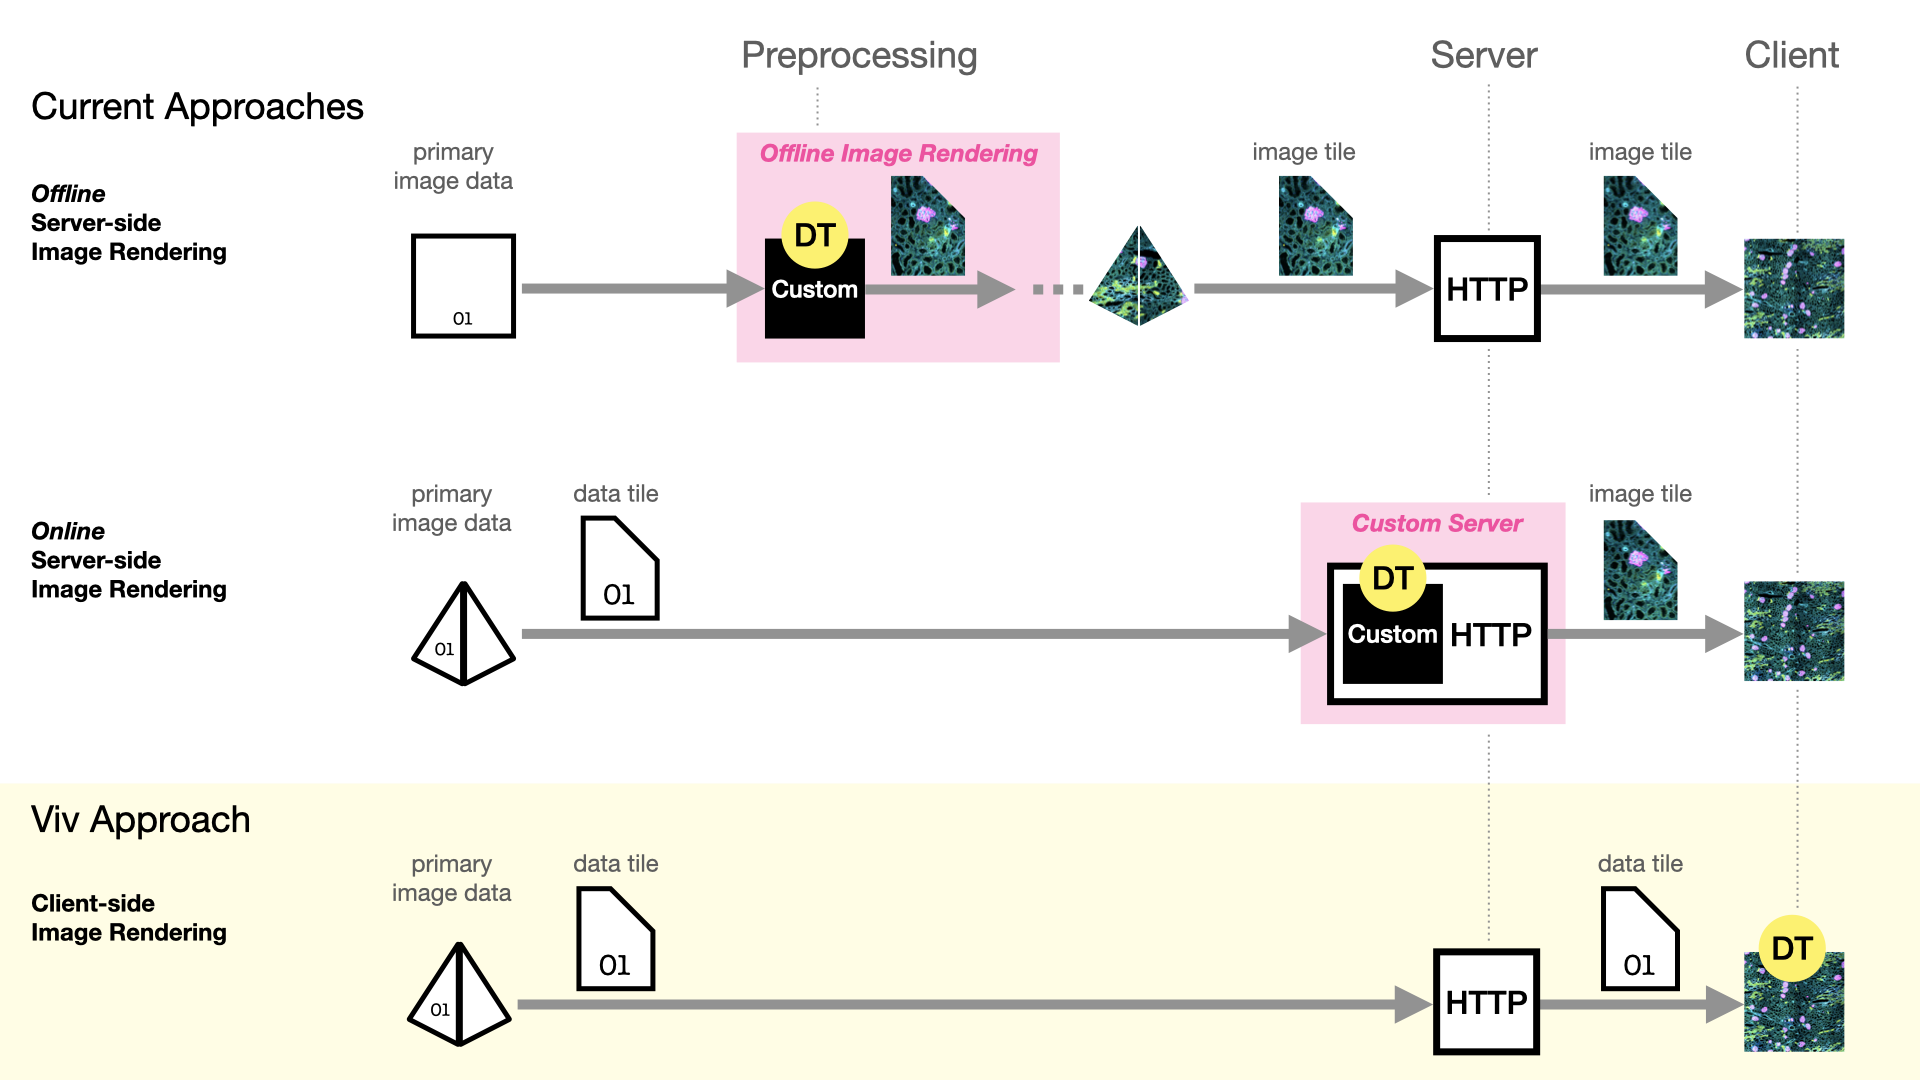 Preprocessing
Server
Client
Current Approaches
Offline
Server-side
Image Rendering
primary
image data
01
Offline Image Rendering
DT
Custom
image tile
HTTP
image tile
Online
Server-side
Image Rendering
primary
image data
01
data tile
01
Custom Server
DT
Custom
HTTP
image tile
Viv Approach
Client-side
Image Rendering
primary
image data
01
data tile
01
HTTP
data tile
01
DT